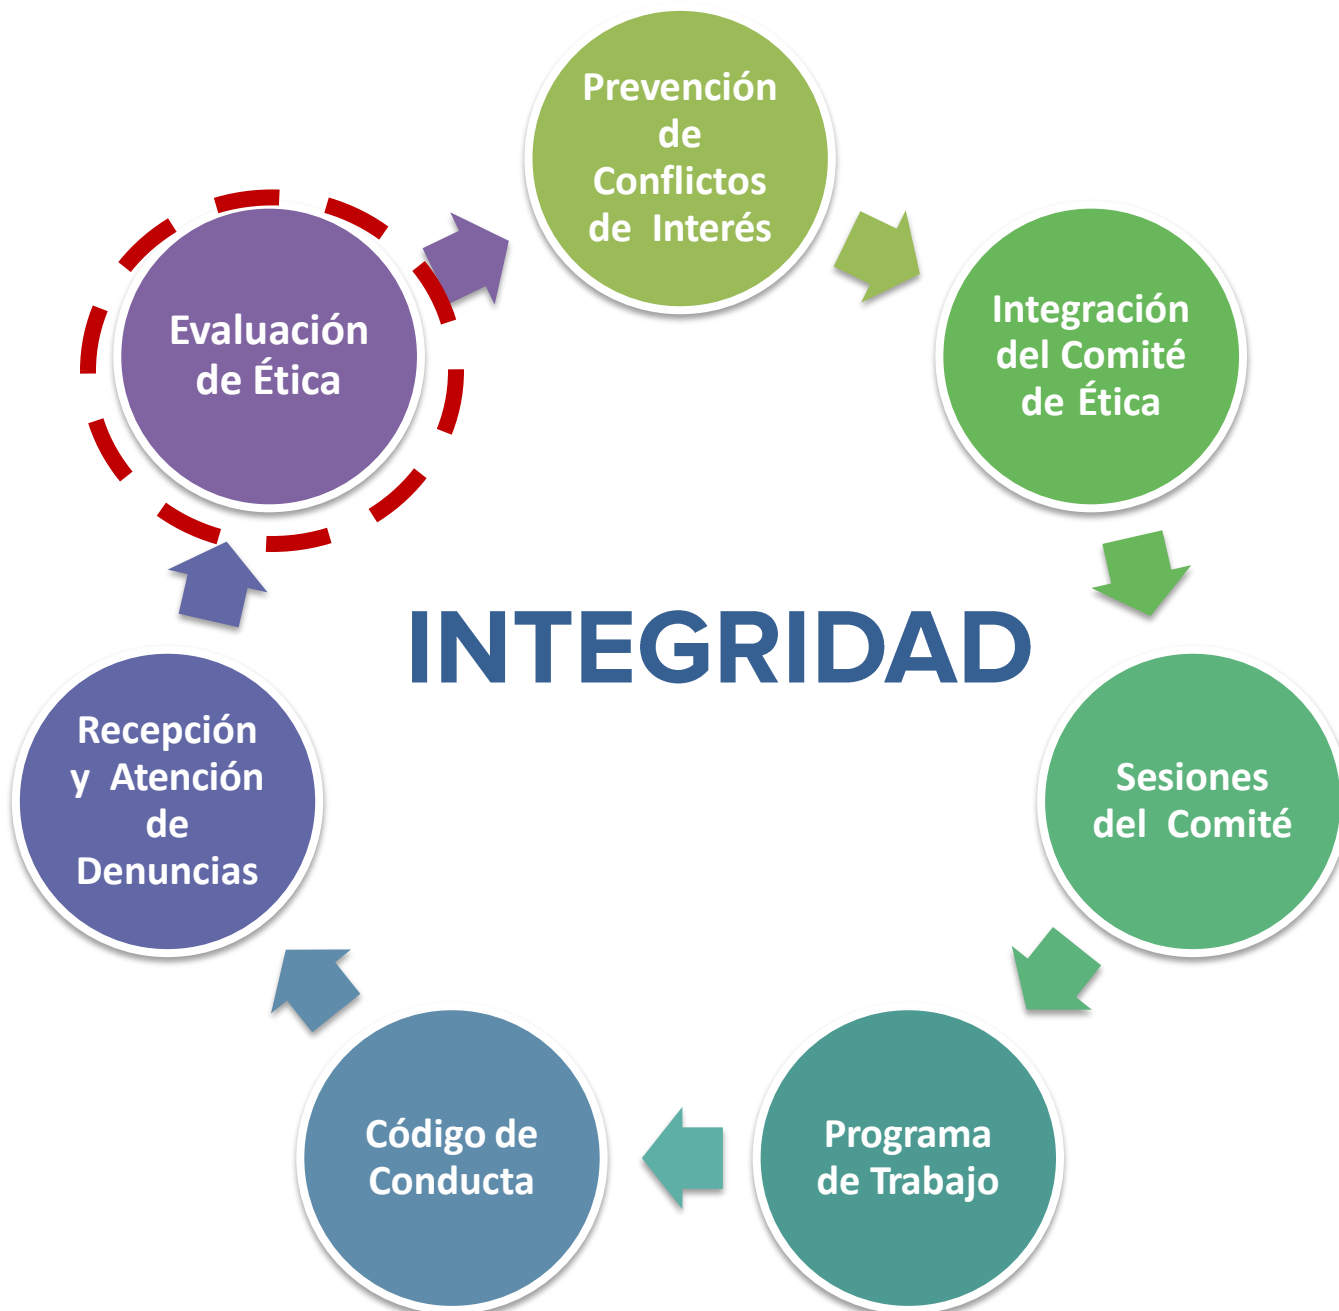 Prevención
de
Conflictos
de Interés
Integración
del Comité
de Ética
Sesiones
del Comité
Programa
de Trabajo
Código de
Conducta
Recepción
y Atención
de
Denuncias
Evaluación
de Ética
INTEGRIDAD